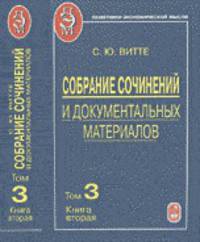 ПАМЯТНИКИ ЭКОНОМИЧЕСКОЙ МЫСЛИ
С. Ю. ВИТТЕ
СОБРАНИЕ СОЧИНЕНИЙ
И ДОКУМЕНТАЛЬНЫХ
МАТЕРИАЛОВ
Том 3
Книга
вторая
С. Ю. ВИТТЕ
СОБРАНИЕ СОЧИНЕНИЙ
И ДОКУМЕНТАЛЬНЫХ МАТЕРИАЛОВ
Том
3
Книга
вторая